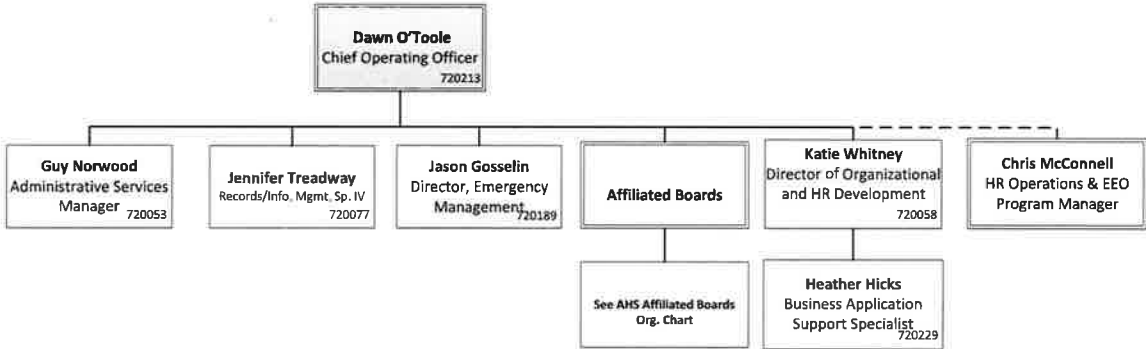 Dawn O'Toole
Chief Operating Officer
720213
Guy Norwood
Administrative Services
Manager
720053
Jennifer Treadway
Records/Info. Mgmt. Sp. IV
720077
Jason Gosselin
Director, Emergency
Management
720189
Affiliated Boards
Katie Whitney
Director of Organizational
and HR Development
720058
Chris McConnell
HR Operations & EEO
Program Manager
See AHS Affiliated Boards
Org. Chart
Heather Hicks
Business Application
Support Specialist
720229